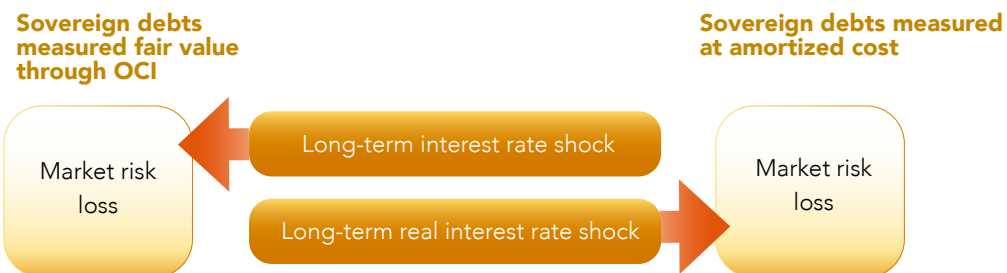 Sovereign debts
measured fair value
through OCI
Sovereign debts measured
at amortized cost
Market risk
loss
Long-term interest rate shock
Long-term real interest rate shock
Market risk
loss